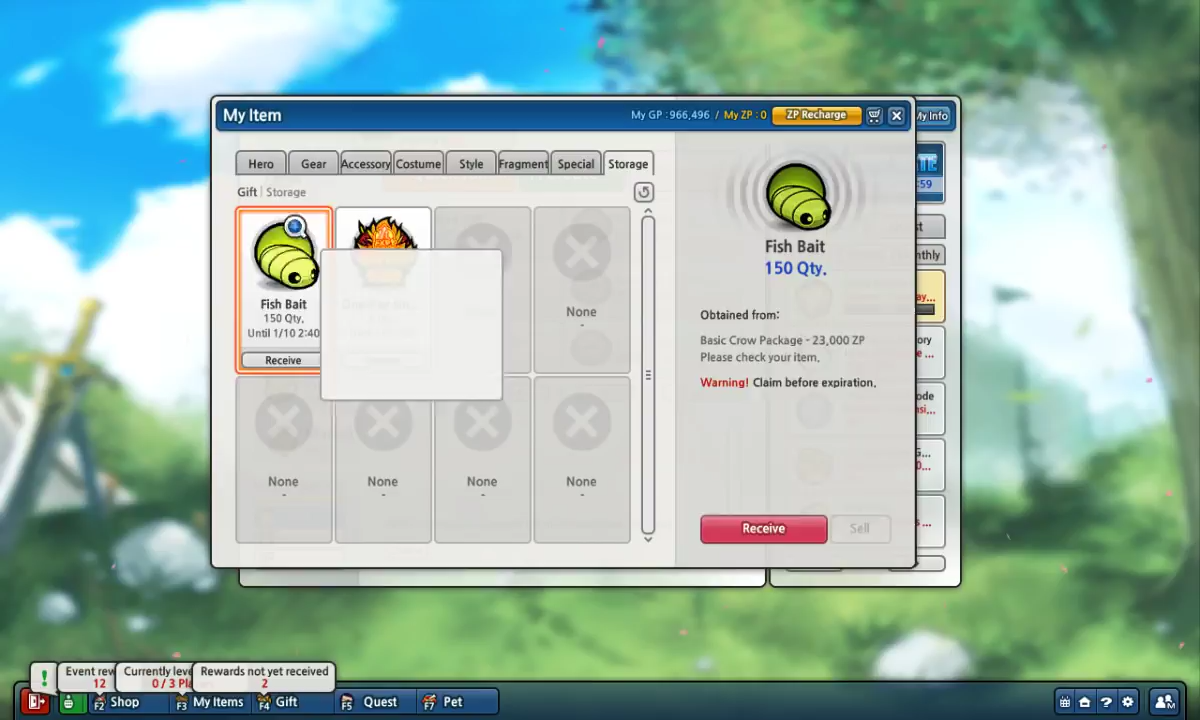 My Item
My GP : 966,496 / My ZP : 0
ZP Recharge
My Info
Hero
Gear
Accessory
Costume
Style
Fragment
Special
Storage
Gift | Storage
:59
Fish Bait
150 Qty.
Until 1/10 2:40
Receive
None
-
None
-
None
-
None
-
None
-
Fish Bait
150 Qty.
Obtained from:
Basic Crow Package - 23,000 ZP
Please check your item.
Warning! Claim before expiration.
Receive
Sell
Event rew
12
Currently leve
0 / 3 Pl
Rewards not yet received
2
F2 Shop
F3 My Items
F4 Gift
F5 Quest
F7 Pet